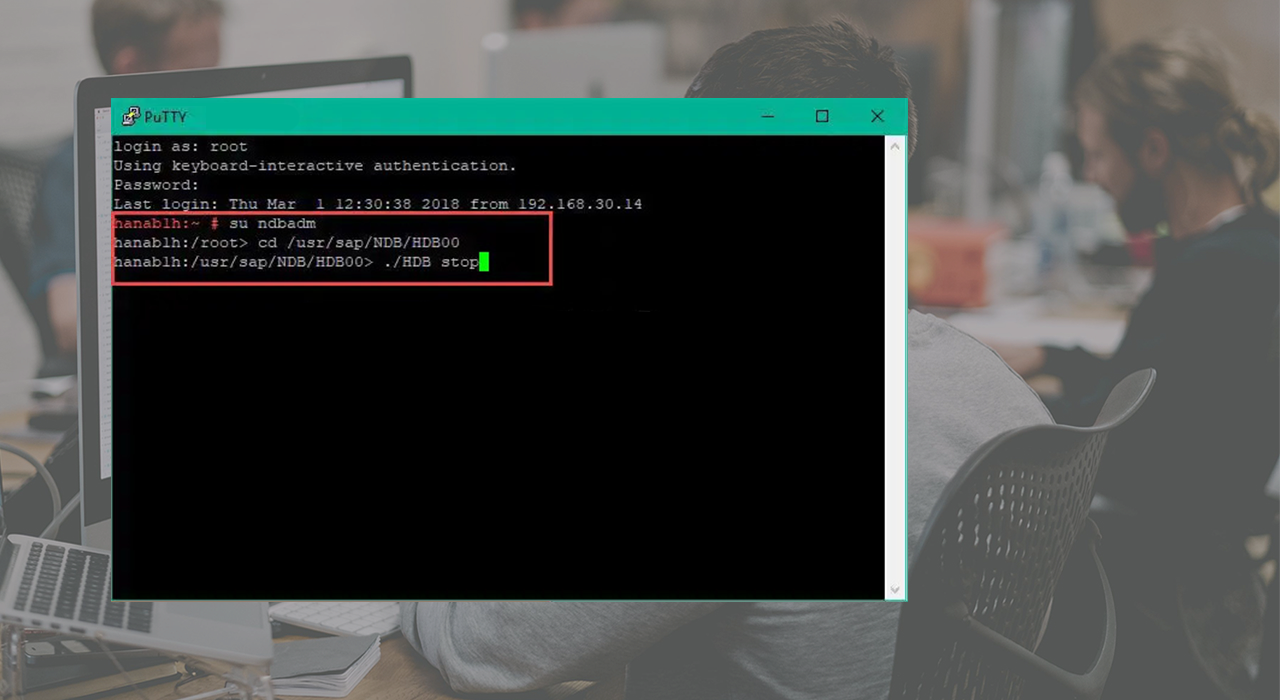 PuTTY
login as: root
Using keyboard-interactive authentication.
Password:
Last login: Thu Mar  1 12:30:38 2018 from 192.168.30.14
hanablh:~ # su ndbadm
hanablh:/root> cd /usr/sap/NDB/HDB00
hanablh:/usr/sap/NDB/HDB00> ./HDB stop